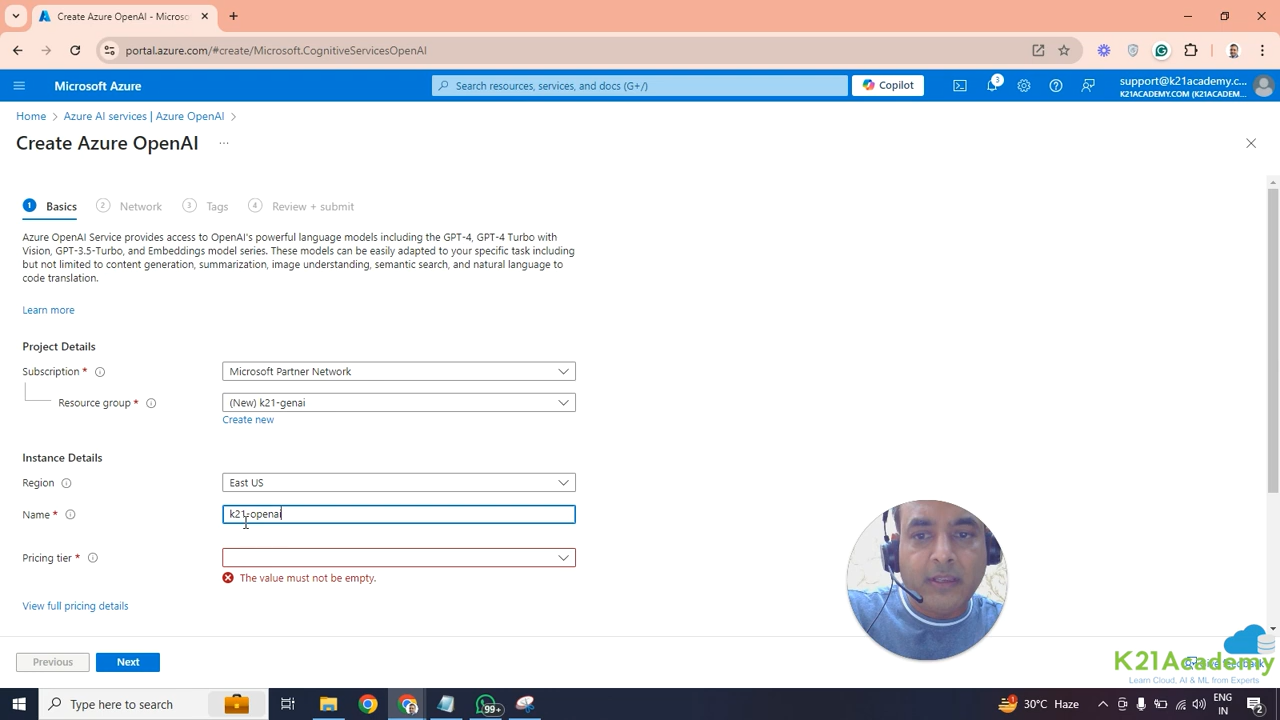 Create Azure OpenAI - Microso
portal.azure.com/#create/Microsoft.CognitiveServicesOpenAI
Microsoft Azure
Search resources, services, and docs (G+/)
Copilot
3
support@k21academy.c...
K21ACADEMY.COM (K21ACADEM...
Home > Azure AI services | Azure OpenAI >
Create Azure OpenAI ...
1 Basics 2 Network 3 Tags 4 Review + submit
Azure OpenAI Service provides access to OpenAI's powerful language models including the GPT-4, GPT-4 Turbo with
Vision, GPT-3.5-Turbo, and Embeddings model series. These models can be easily adapted to your specific task including
but not limited to content generation, summarization, image understanding, semantic search, and natural language to
code translation.
Learn more
Project Details
Subscription * Microsoft Partner Network
Resource group * (New) k21-genai
Create new
Instance Details
Region East US
Name * k21-openai
Pricing tier *
The value must not be empty.
View full pricing details
Previous Next
K21Academy
Learn Cloud, AI & ML from Experts
Type here to search
99+
30°C Haze
ENG
IN
2